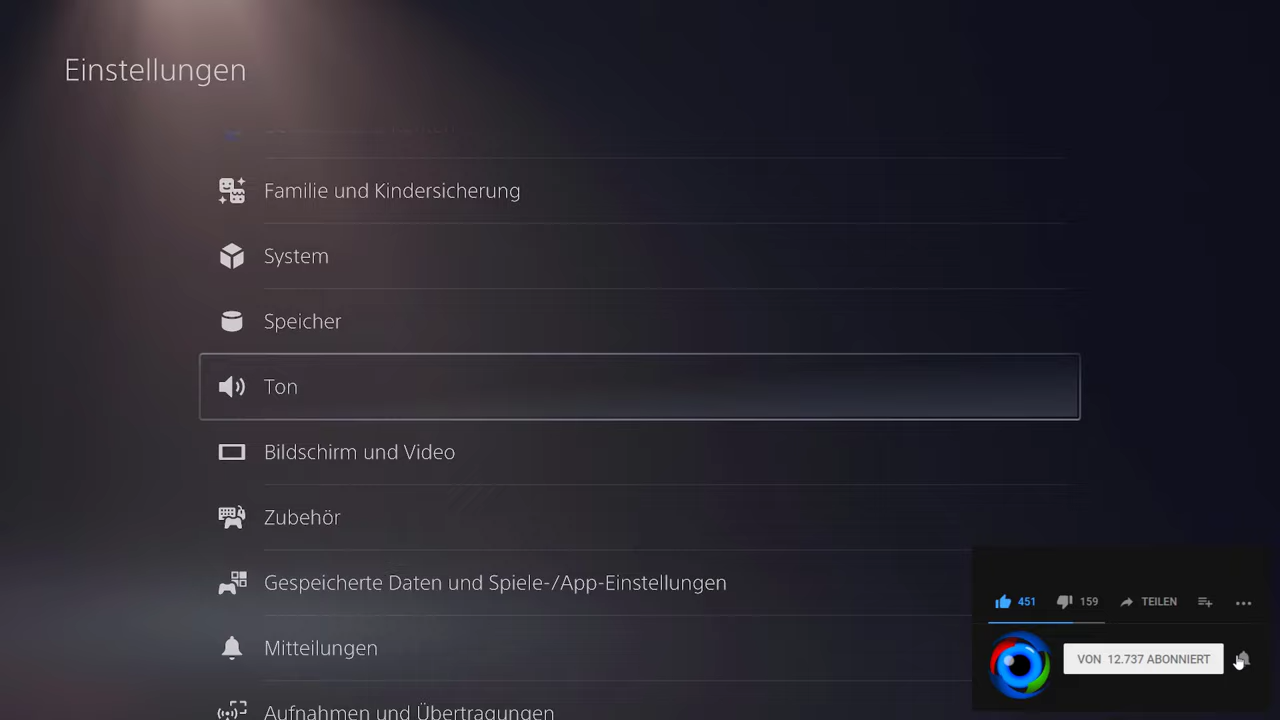 Einstellungen
Familie und Kindersicherung
System
Speicher
Ton
Bildschirm und Video
Zubehör
Gespeicherte Daten und Spiele-/App-Einstellungen
Mitteilungen
Aufnahmen und Übertragungen
451 159 TEILEN
VON 12.737 ABONNIERT